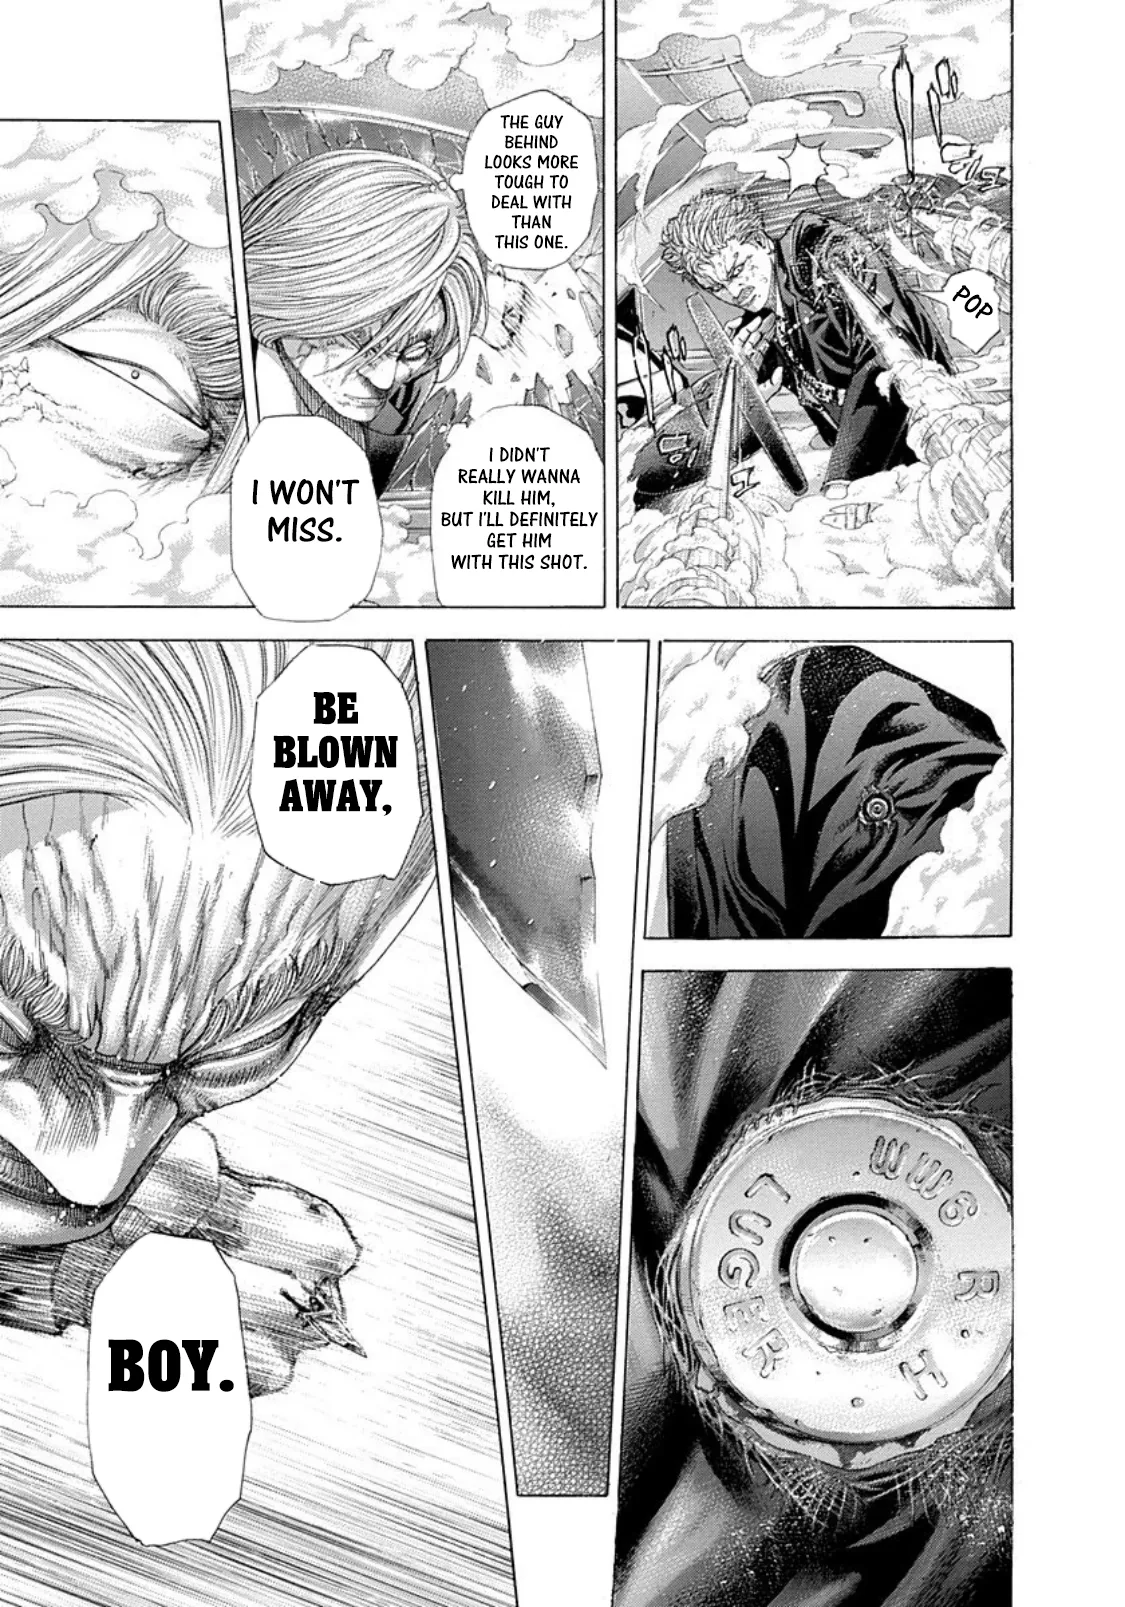 POP
THE GUY
BEHIND
LOOKS MORE
TOUGH TO
DEAL WITH
THAN
THIS ONE.
I DIDN'T
REALLY WANNA
KILL HIM,
BUT I'LL DEFINITELY
GET HIM
WITH THIS SHOT.
I WON'T
MISS.
WW9MM
R
H
LUGER
BE
BLOWN
AWAY,
BOY.